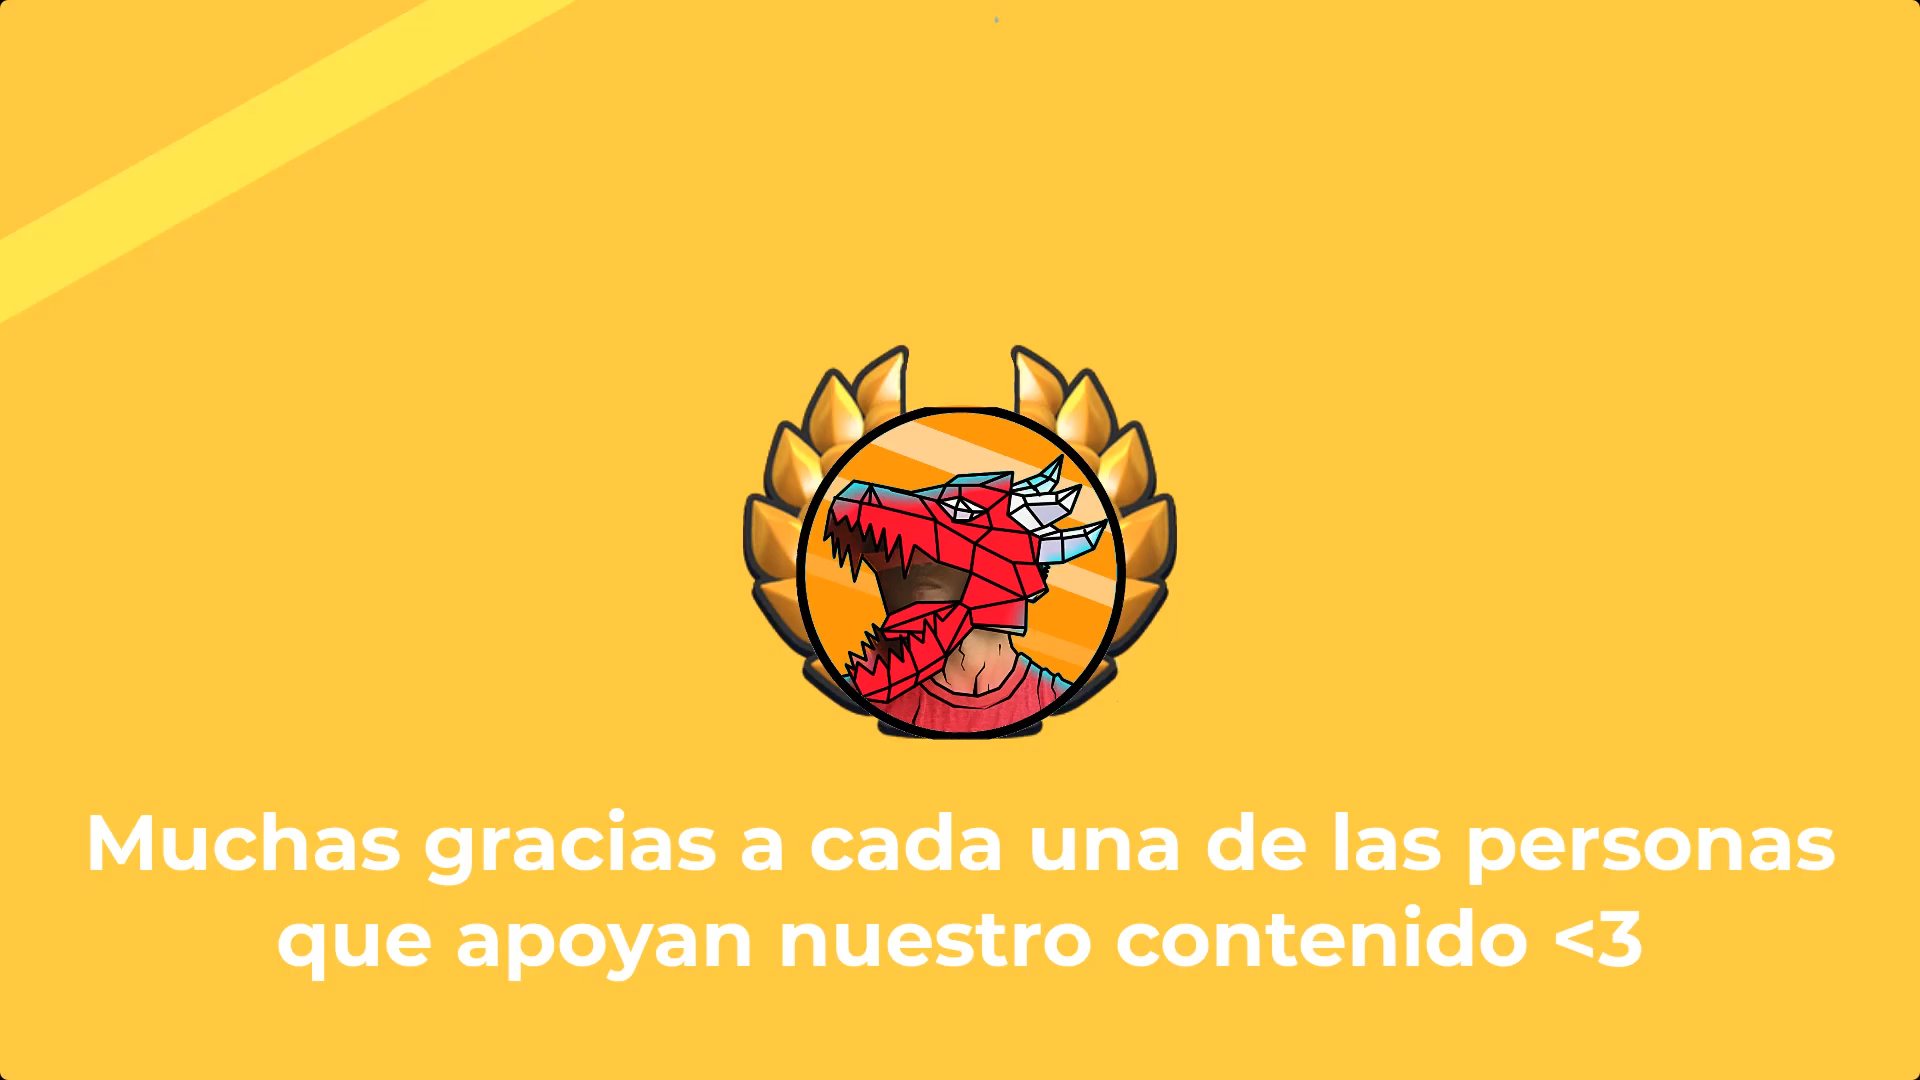 Muchas gracias a cada una de las personas
que apoyan nuestro contenido <3